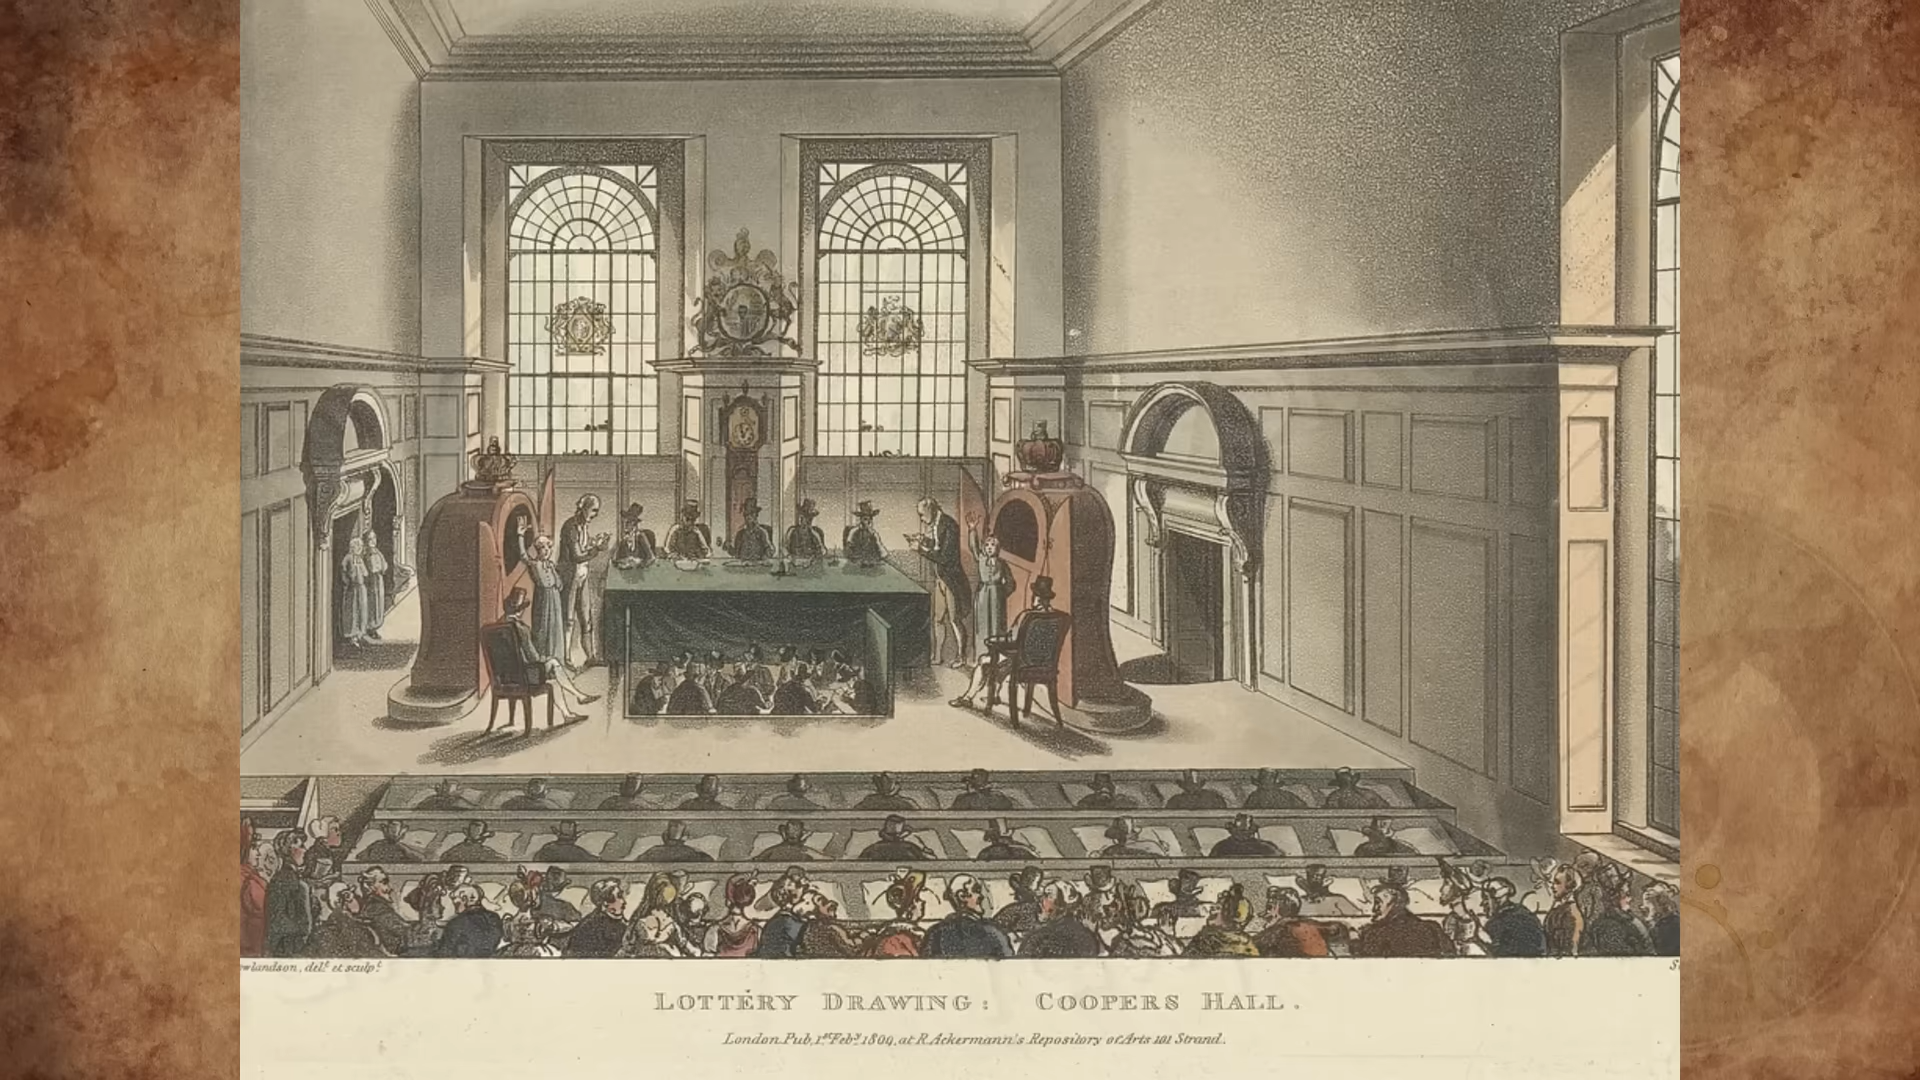 wlandson, delt. et sculpt.
LOTTERY DRAWING: COOPERS HALL.
London Pub. 1st Feby. 1809, at R. Ackermann's Repository of Arts 101 Strand.